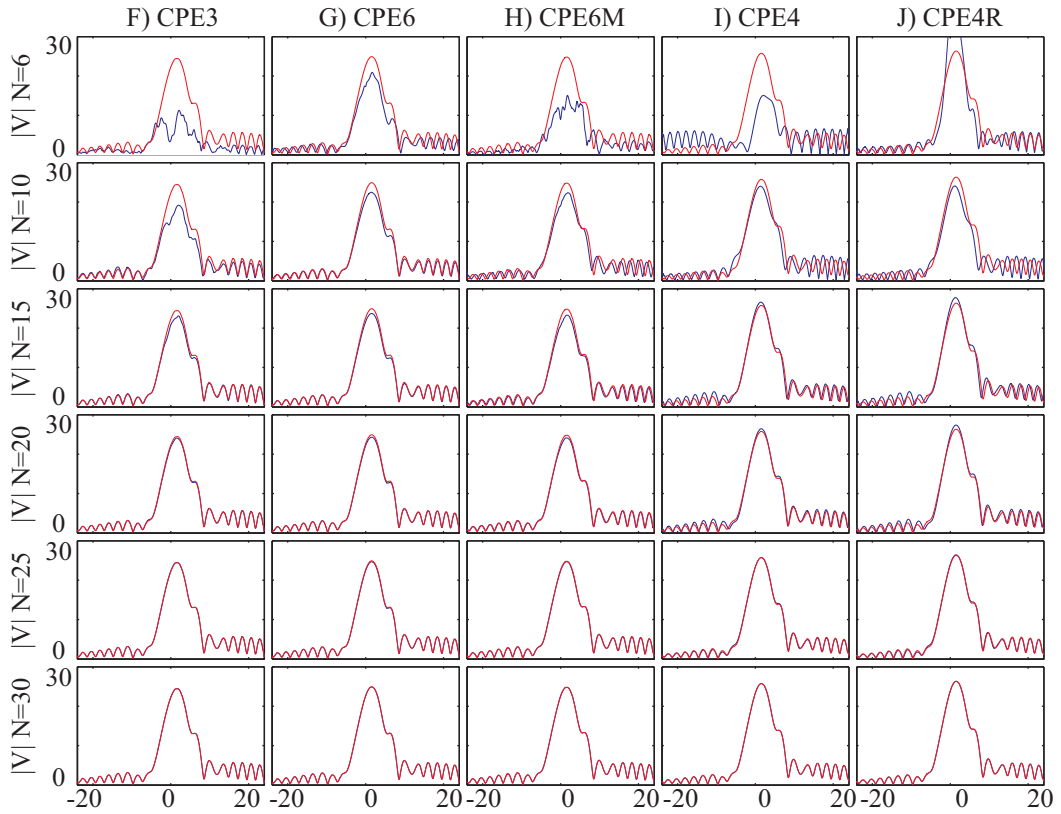 F) CPE3 G) CPE6 H) CPE6M I) CPE4 J) CPE4R
|V| N=6
30
0
|V| N=10
30
0
|V| N=15
30
0
|V| N=20
30
0
|V| N=25
30
0
|V| N=30
30
0
-20 0 20 -20 0 20 -20 0 20 -20 0 20 -20 0 20